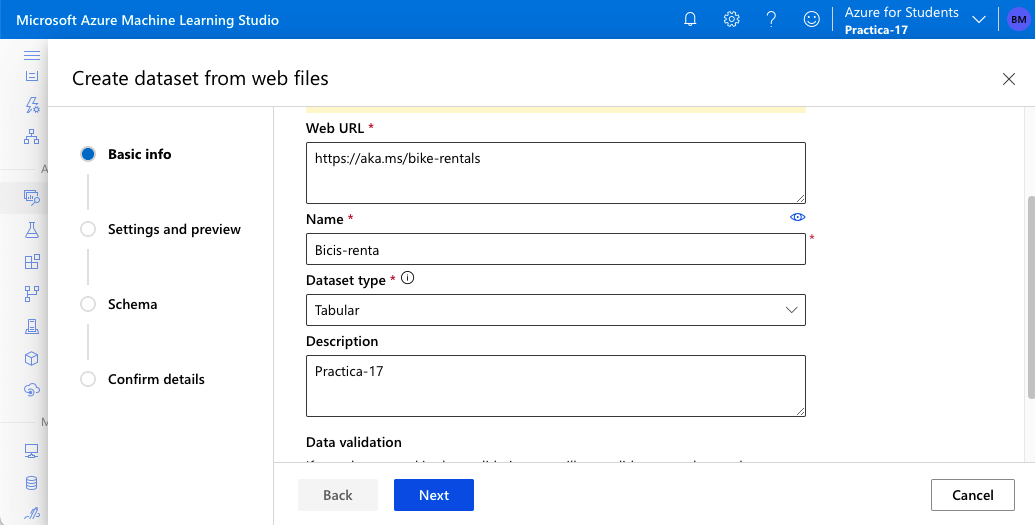 Microsoft Azure Machine Learning Studio
Azure for Students
Practica-17
BM
Create dataset from web files
Basic info
Settings and preview
Schema
Confirm details
Web URL *
https://aka.ms/bike-rentals
Name *
Bicis-renta
*
Dataset type *
Tabular
Description
Practica-17
Data validation
Back
Next
Cancel